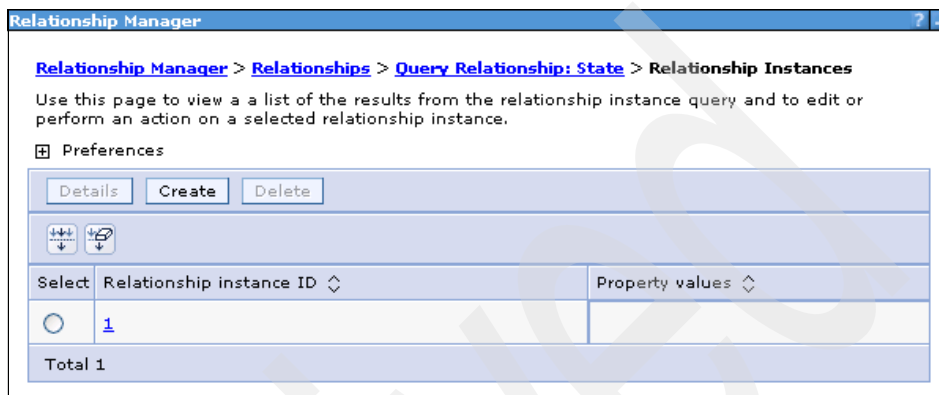 Relationship Manager ? -
Relationship Manager > Relationships > Query Relationship: State > Relationship Instances
Use this page to view a a list of the results from the relationship instance query and to edit or
perform an action on a selected relationship instance.
Preferences
Details Create Delete
Select Relationship instance ID Property values
1
Total 1